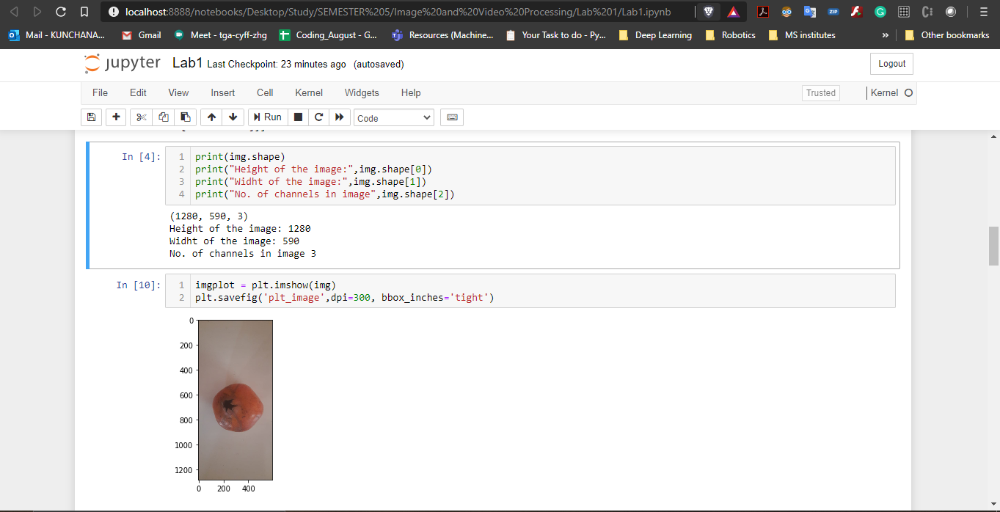 localhost:8888/notebooks/Desktop/Study/SEMESTER%205/Image%20and%20Video%20Processing/Lab%201/Lab1.ipynb
ZIP
Mail - KUNCHANA... Gmail Meet - tga-cyff-zhg Coding_August - G... Resources (Machine... Your Task to do - Py... Deep Learning Robotics MS institutes » Other bookmarks
jupyter Lab1 Last Checkpoint: 23 minutes ago (autosaved) Logout
File Edit View Insert Cell Kernel Widgets Help Trusted Kernel
Run Code
In [4]:
1 print(img.shape)
2 print("Height of the image:",img.shape[0])
3 print("Widht of the image:",img.shape[1])
4 print("No. of channels in image",img.shape[2])
(1280, 590, 3)
Height of the image: 1280
Widht of the image: 590
No. of channels in image 3
In [10]:
1 imgplot = plt.imshow(img)
2 plt.savefig('plt_image',dpi=300, bbox_inches='tight')
0
200
400
600
800
1000
1200
0 200 400